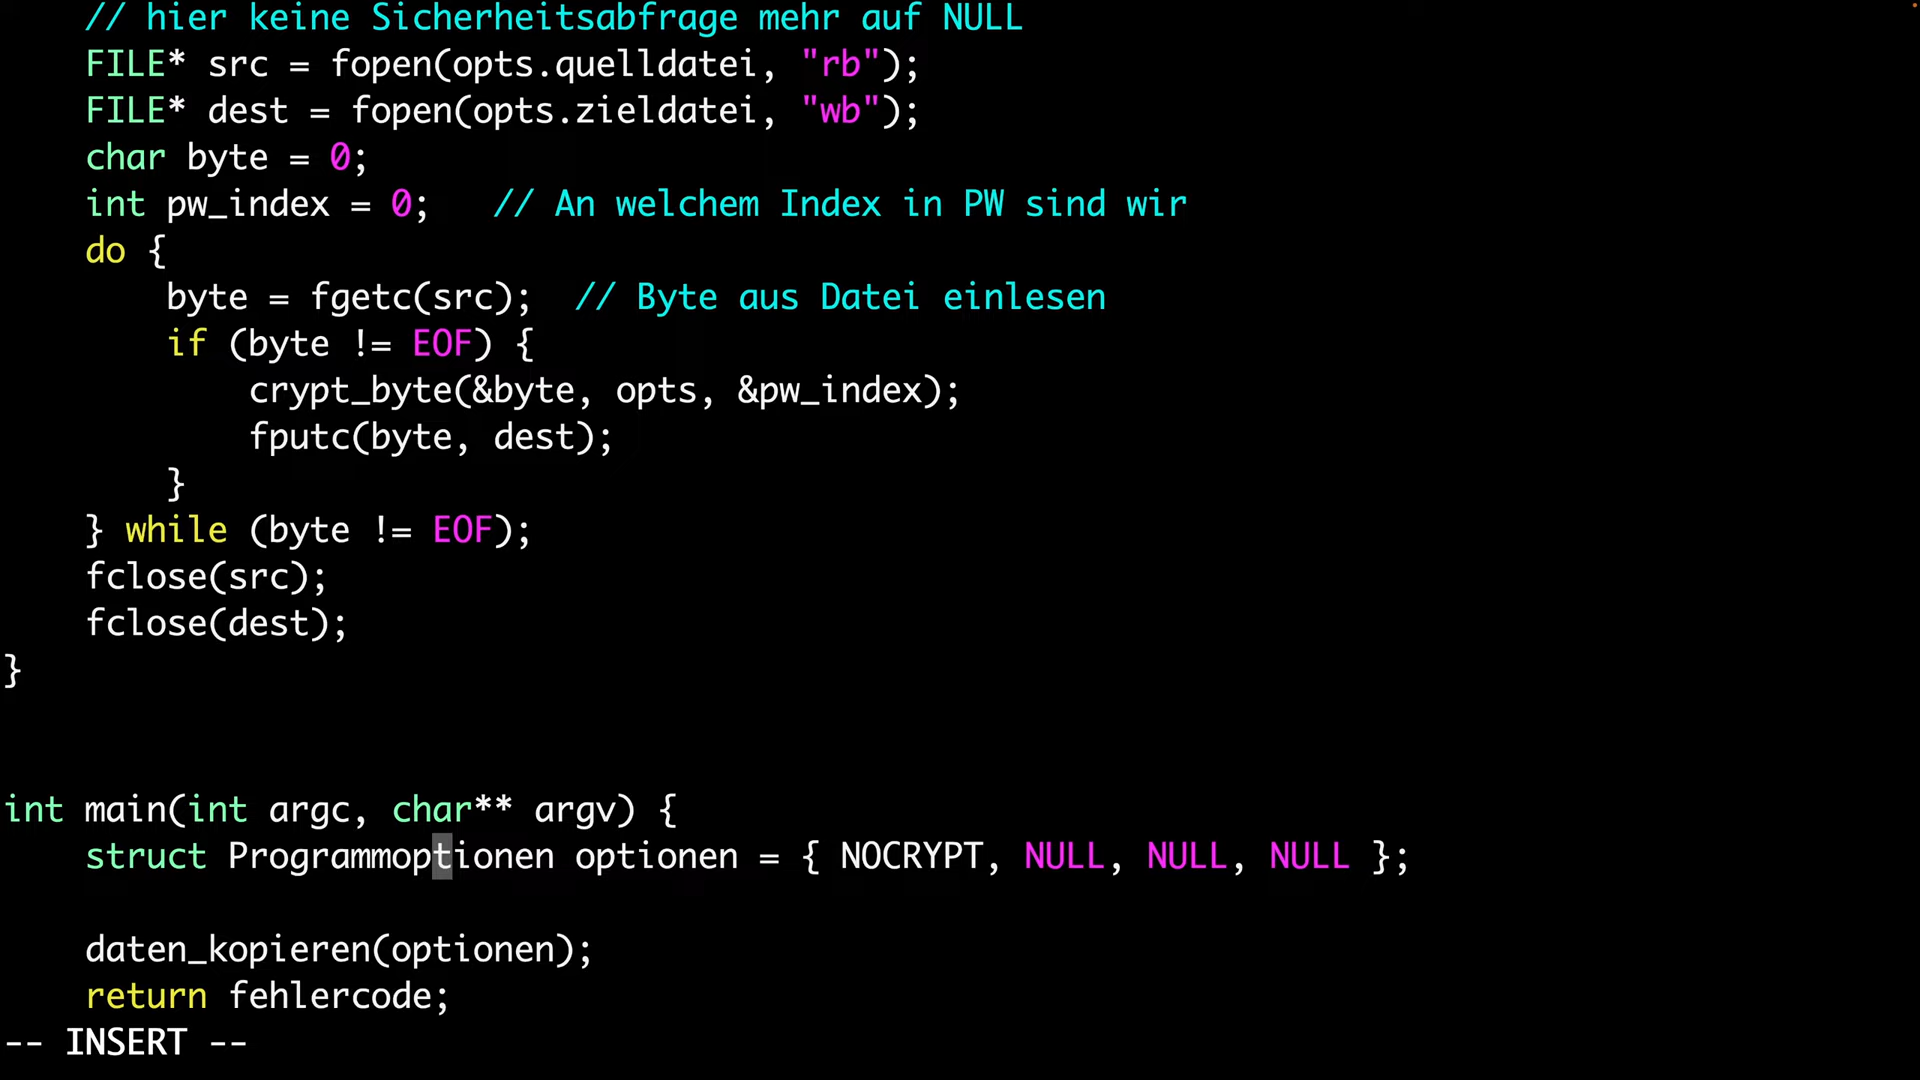 // hier keine Sicherheitsabfrage mehr auf NULL
FILE* src = fopen(opts.quelldatei, "rb");
FILE* dest = fopen(opts.zieldatei, "wb");
char byte = 0;
int pw_index = 0;   // An welchem Index in PW sind wir
do {
byte = fgetc(src);  // Byte aus Datei einlesen
if (byte != EOF) {
crypt_byte(&byte, opts, &pw_index);
fputc(byte, dest);
}
} while (byte != EOF);
fclose(src);
fclose(dest);
}
int main(int argc, char** argv) {
struct Programmoptionen optionen = { NOCRYPT, NULL, NULL, NULL };
daten_kopieren(optionen);
return fehlercode;
-- INSERT --